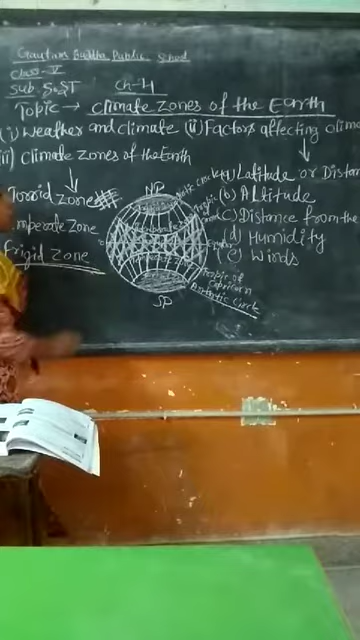 Gautam Buddha Public School
Class-V
Sub. S.ST Ch-4
Topic → climate zones of the Earth
(i) Weather and climate (ii) Factors affecting clima
iii) Climate zones of the Earth
(a) Latitude or Distan
(b) Altitude
(c) Distance from the
(d) Humidity
(e) Winds
Torrid zone
mperate zone
Frigid zone
NP
Tropic of
Capricorn
Antarctic Circle
SP